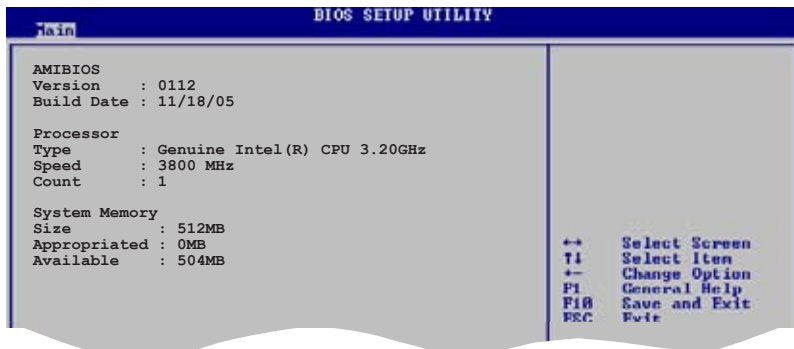 BIOS SETUP UTILITY
Main
AMIBIOS
Version : 0112
Build Date : 11/18/05
Processor
Type : Genuine Intel(R) CPU 3.20GHz
Speed : 3800 MHz
Count : 1
System Memory
Size : 512MB
Appropriated : 0MB
Available : 504MB
←→ Select Screen
↑↓ Select Item
+- Change Option
F1 General Help
F10 Save and Exit
ESC Exit